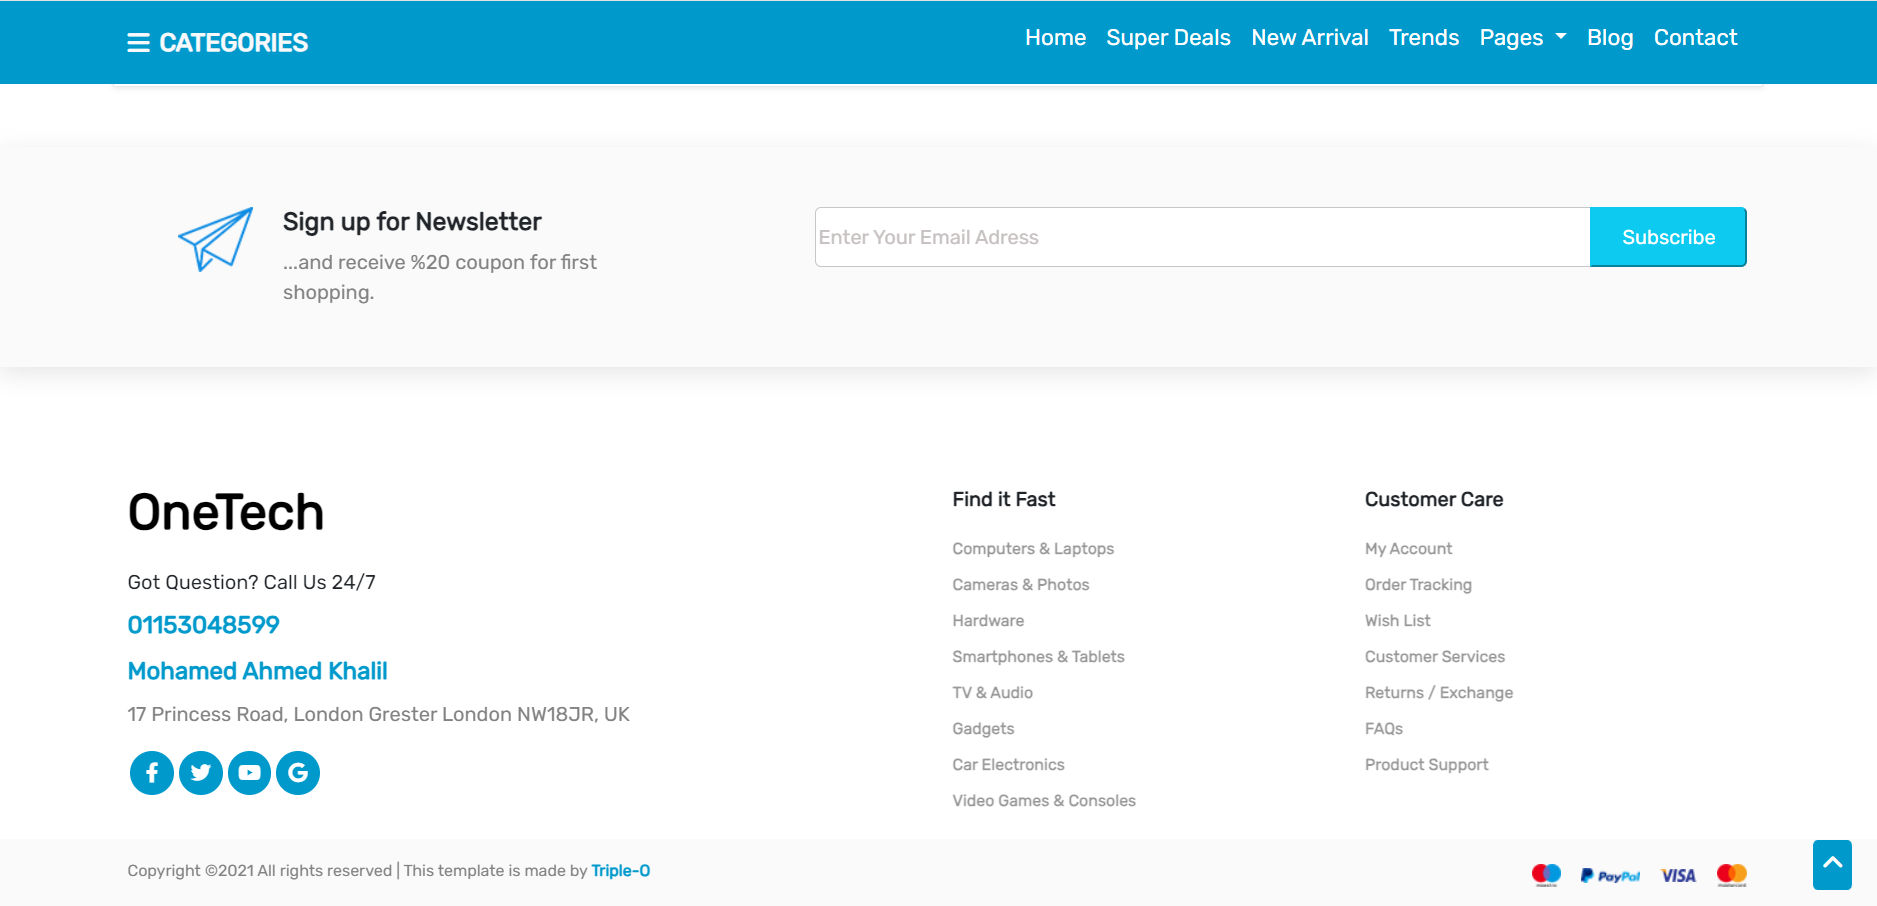 CATEGORIES
Home Super Deals New Arrival Trends Pages Blog Contact
Sign up for Newsletter
...and receive %20 coupon for first
shopping.
Enter Your Email Adress
Subscribe
OneTech
Got Question? Call Us 24/7
01153048599
Mohamed Ahmed Khalil
17 Princess Road, London Grester London NW18JR, UK
Find it Fast
Computers & Laptops
Cameras & Photos
Hardware
Smartphones & Tablets
TV & Audio
Gadgets
Car Electronics
Video Games & Consoles
Customer Care
My Account
Order Tracking
Wish List
Customer Services
Returns / Exchange
FAQs
Product Support
Copyright ©2021 All rights reserved | This template is made by Triple-O
maestro PayPal VISA mastercard